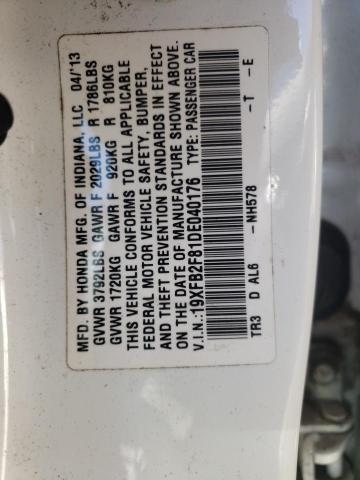 MFD. BY HONDA MFG. OF INDIANA, LLC 04/'13
GVWR 3792LBS GAWR F 2029LBS R 1786LBS
GVWR 1720KG GAWR F 920KG R 810KG
THIS VEHICLE CONFORMS TO ALL APPLICABLE
FEDERAL MOTOR VEHICLE SAFETY, BUMPER,
AND THEFT PREVENTION STANDARDS IN EFFECT
ON THE DATE OF MANUFACTURE SHOWN ABOVE.
V.I.N.:19XFB2F81DE040176 TYPE: PASSENGER CAR
-NH578 -T -E
TR3 D AL6